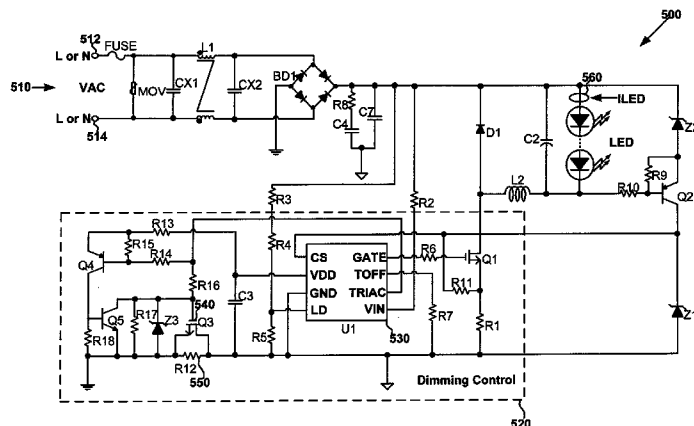 500
512
L or N
FUSE
L1
BD1
560
510
VAC
MOV
CX1
CX2
ILED
R8
C7
C4
D1
C2
LED
L or N
514
L2
R9
R10
Q2
R3
R2
R13
R4
R15
R14
Q4
CS
GATE
R6
VDD
TOFF
Q1
R16
GND
TRIAC
R11
540
C3
LD
VIN
Q5
R17
Z3
Q3
R5
U1
530
R7
R1
Z1
R18
R12
550
Dimming Control
520